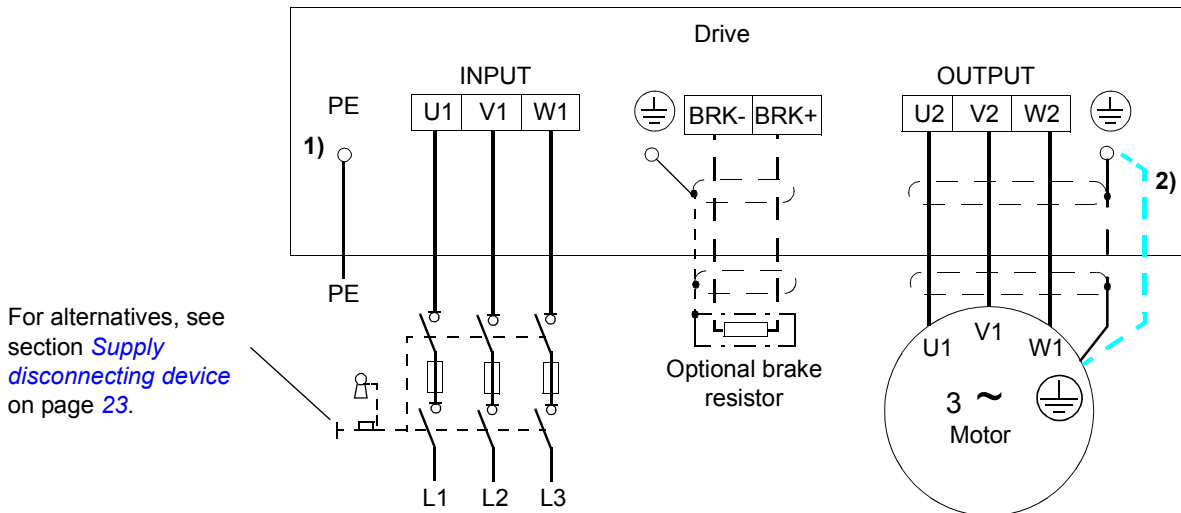 Drive
INPUT
OUTPUT
PE
U1 V1 W1
BRK- BRK+
U2 V2 W2
1)
2)
PE
For alternatives, see
section Supply
disconnecting device
on page 23.
Optional brake
resistor
U1
V1
W1
3 ~
Motor
L1 L2 L3